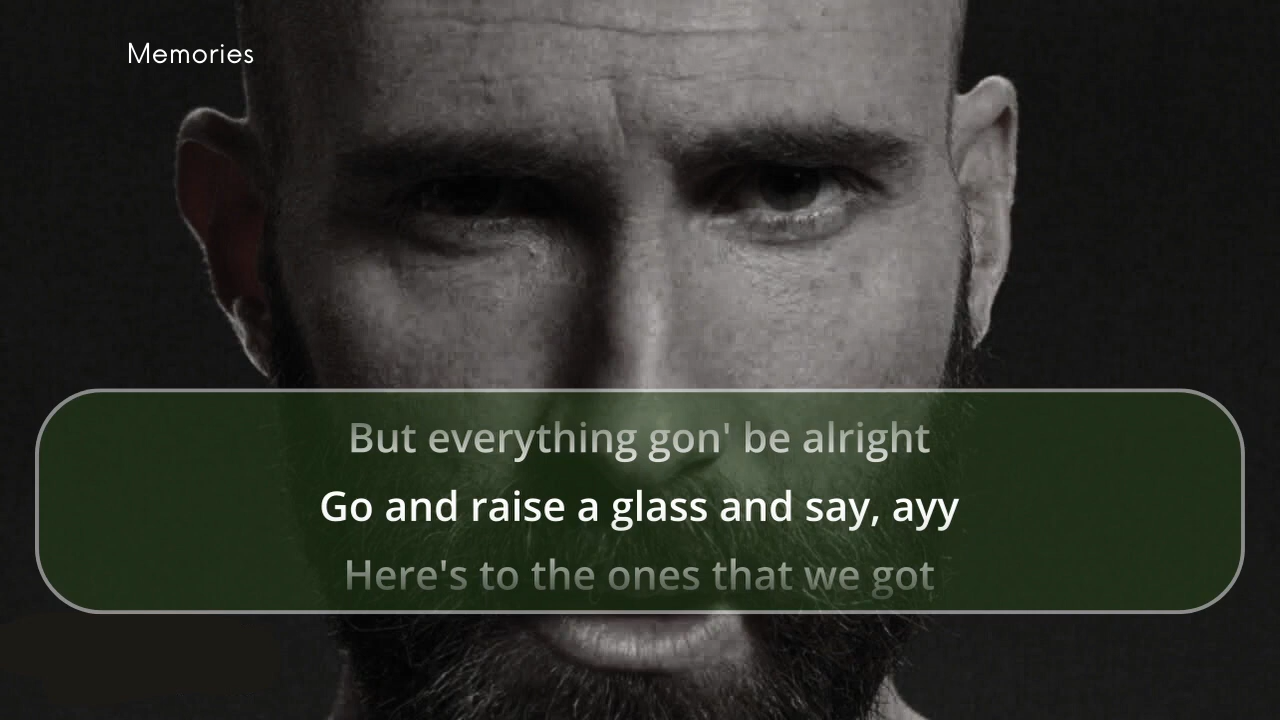 Memories
But everything gon' be alright
Go and raise a glass and say, ayy
Here's to the ones that we got